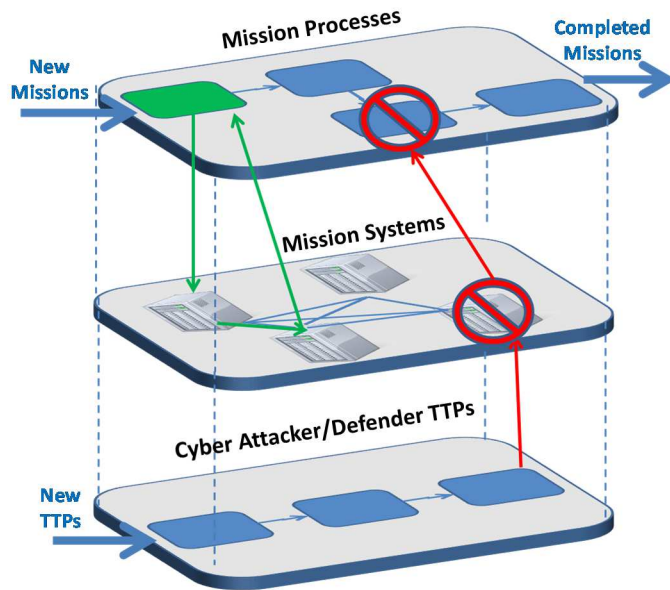 Mission Processes
Completed
Missions
New
Missions
Mission Systems
Cyber Attacker/Defender TTPs
New
TTPs